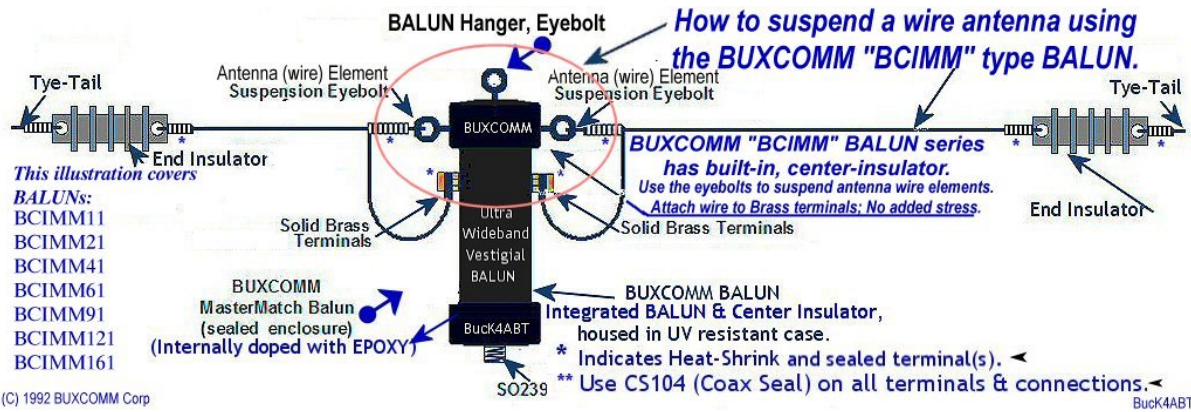 BALUN Hanger, Eyebolt
How to suspend a wire antenna using
the BUXCOMM "BCIMM" type BALUN.
Tye-Tail
Antenna (wire) Element
Suspension Eyebolt
Antenna (wire) Element
Suspension Eyebolt
Tye-Tail
BUXCOMM
*
*
*
*
*
*
*
*
End Insulator
BUXCOMM "BCIMM" BALUN series
has built-in, center-insulator.
Use the eyebolts to suspend antenna wire elements.
Attach wire to Brass terminals; No added stress.
End Insulator
This illustration covers
BALUNs:
BCIMM11
BCIMM21
BCIMM41
BCIMM61
BCIMM91
BCIMM121
BCIMM161
Solid Brass
Terminals
Ultra
Wideband
Vestigial
BALUN
Solid Brass Terminals
BUXCOMM
MasterMatch Balun
(sealed enclosure)
(Internally doped with EPOXY)
BUXCOMM BALUN
Integrated BALUN & Center Insulator,
housed in UV resistant case.
BucK4ABT
* Indicates Heat-Shrink and sealed terminal(s).
** Use CS104 (Coax Seal) on all terminals & connections.
SO239
(C) 1992 BUXCOMM Corp
BucK4ABT